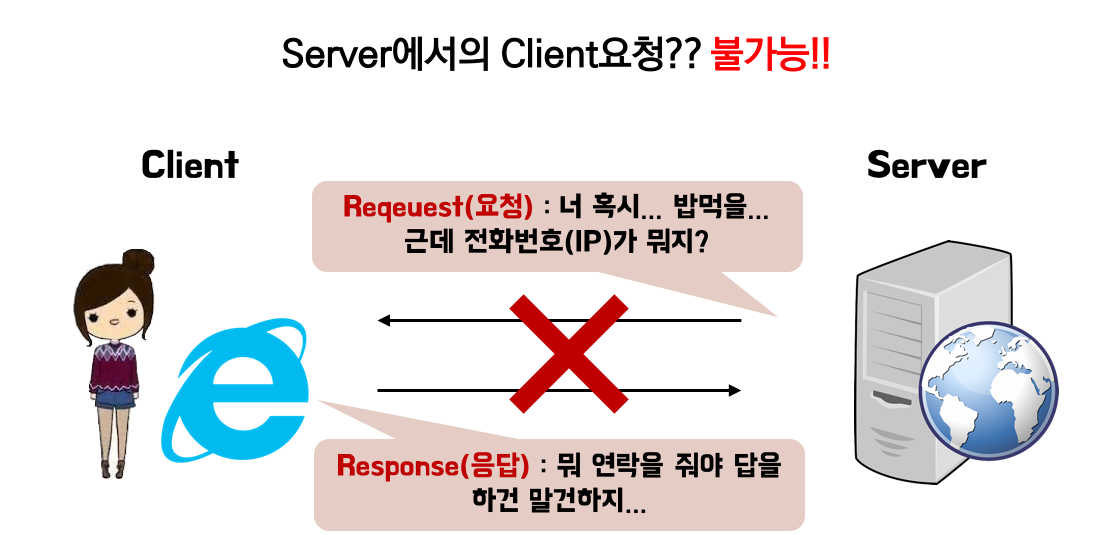 Server에서의 Client요청?? 불가능!!
Client
Server
Reqeuest(요청) : 너 혹시... 밥먹을...
근데 전화번호(IP)가 뭐지?
Response(응답) : 뭐 연락을 줘야 답을
하건 말건하지...